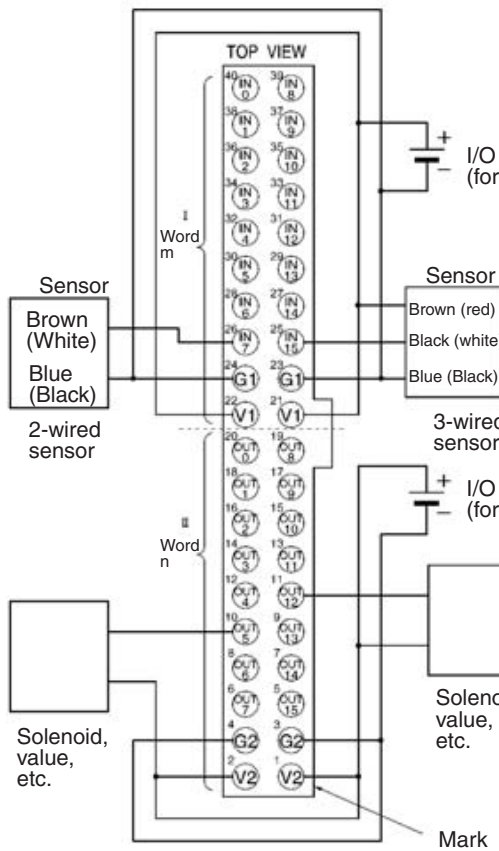 TOP VIEW
40 IN 0 39 IN 8
38 IN 1 37 IN 9
36 IN 2 35 IN 10
34 IN 3 33 IN 11
32 IN 4 31 IN 12
30 IN 5 29 IN 13
28 IN 6 27 IN 14
26 IN 7 25 IN 15
24 G1 23 G1
22 V1 21 V1
20 OUT 0 19 OUT 8
18 OUT 1 17 OUT 9
16 OUT 2 15 OUT 10
14 OUT 3 13 OUT 11
12 OUT 4 11 OUT 12
10 OUT 5 9 OUT 13
8 OUT 6 7 OUT 14
6 OUT 7 5 OUT 15
4 G2 3 G2
2 V2 1 V2
I
Word
m
II
Word
n
Sensor
Brown
(White)
Blue
(Black)
2-wired
sensor
Solenoid,
value,
etc.
+
−
I/O
(for
Sensor
Brown (red)
Black (white
Blue (Black)
3-wired
sensor
+
−
I/O
(for
Solenoid
value,
etc.
Mark